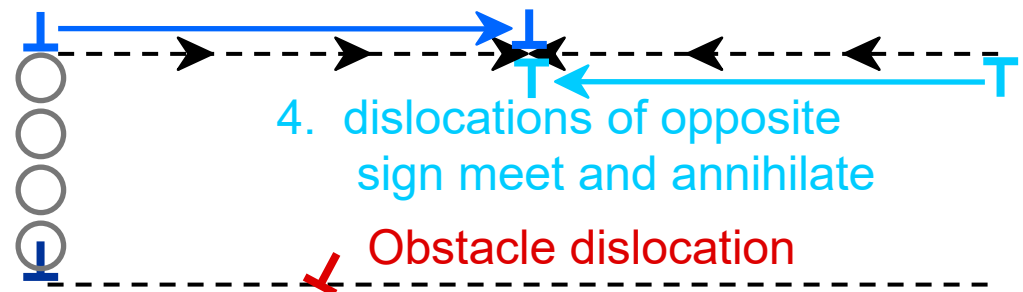 4. dislocations of opposite
sign meet and annihilate
Obstacle dislocation